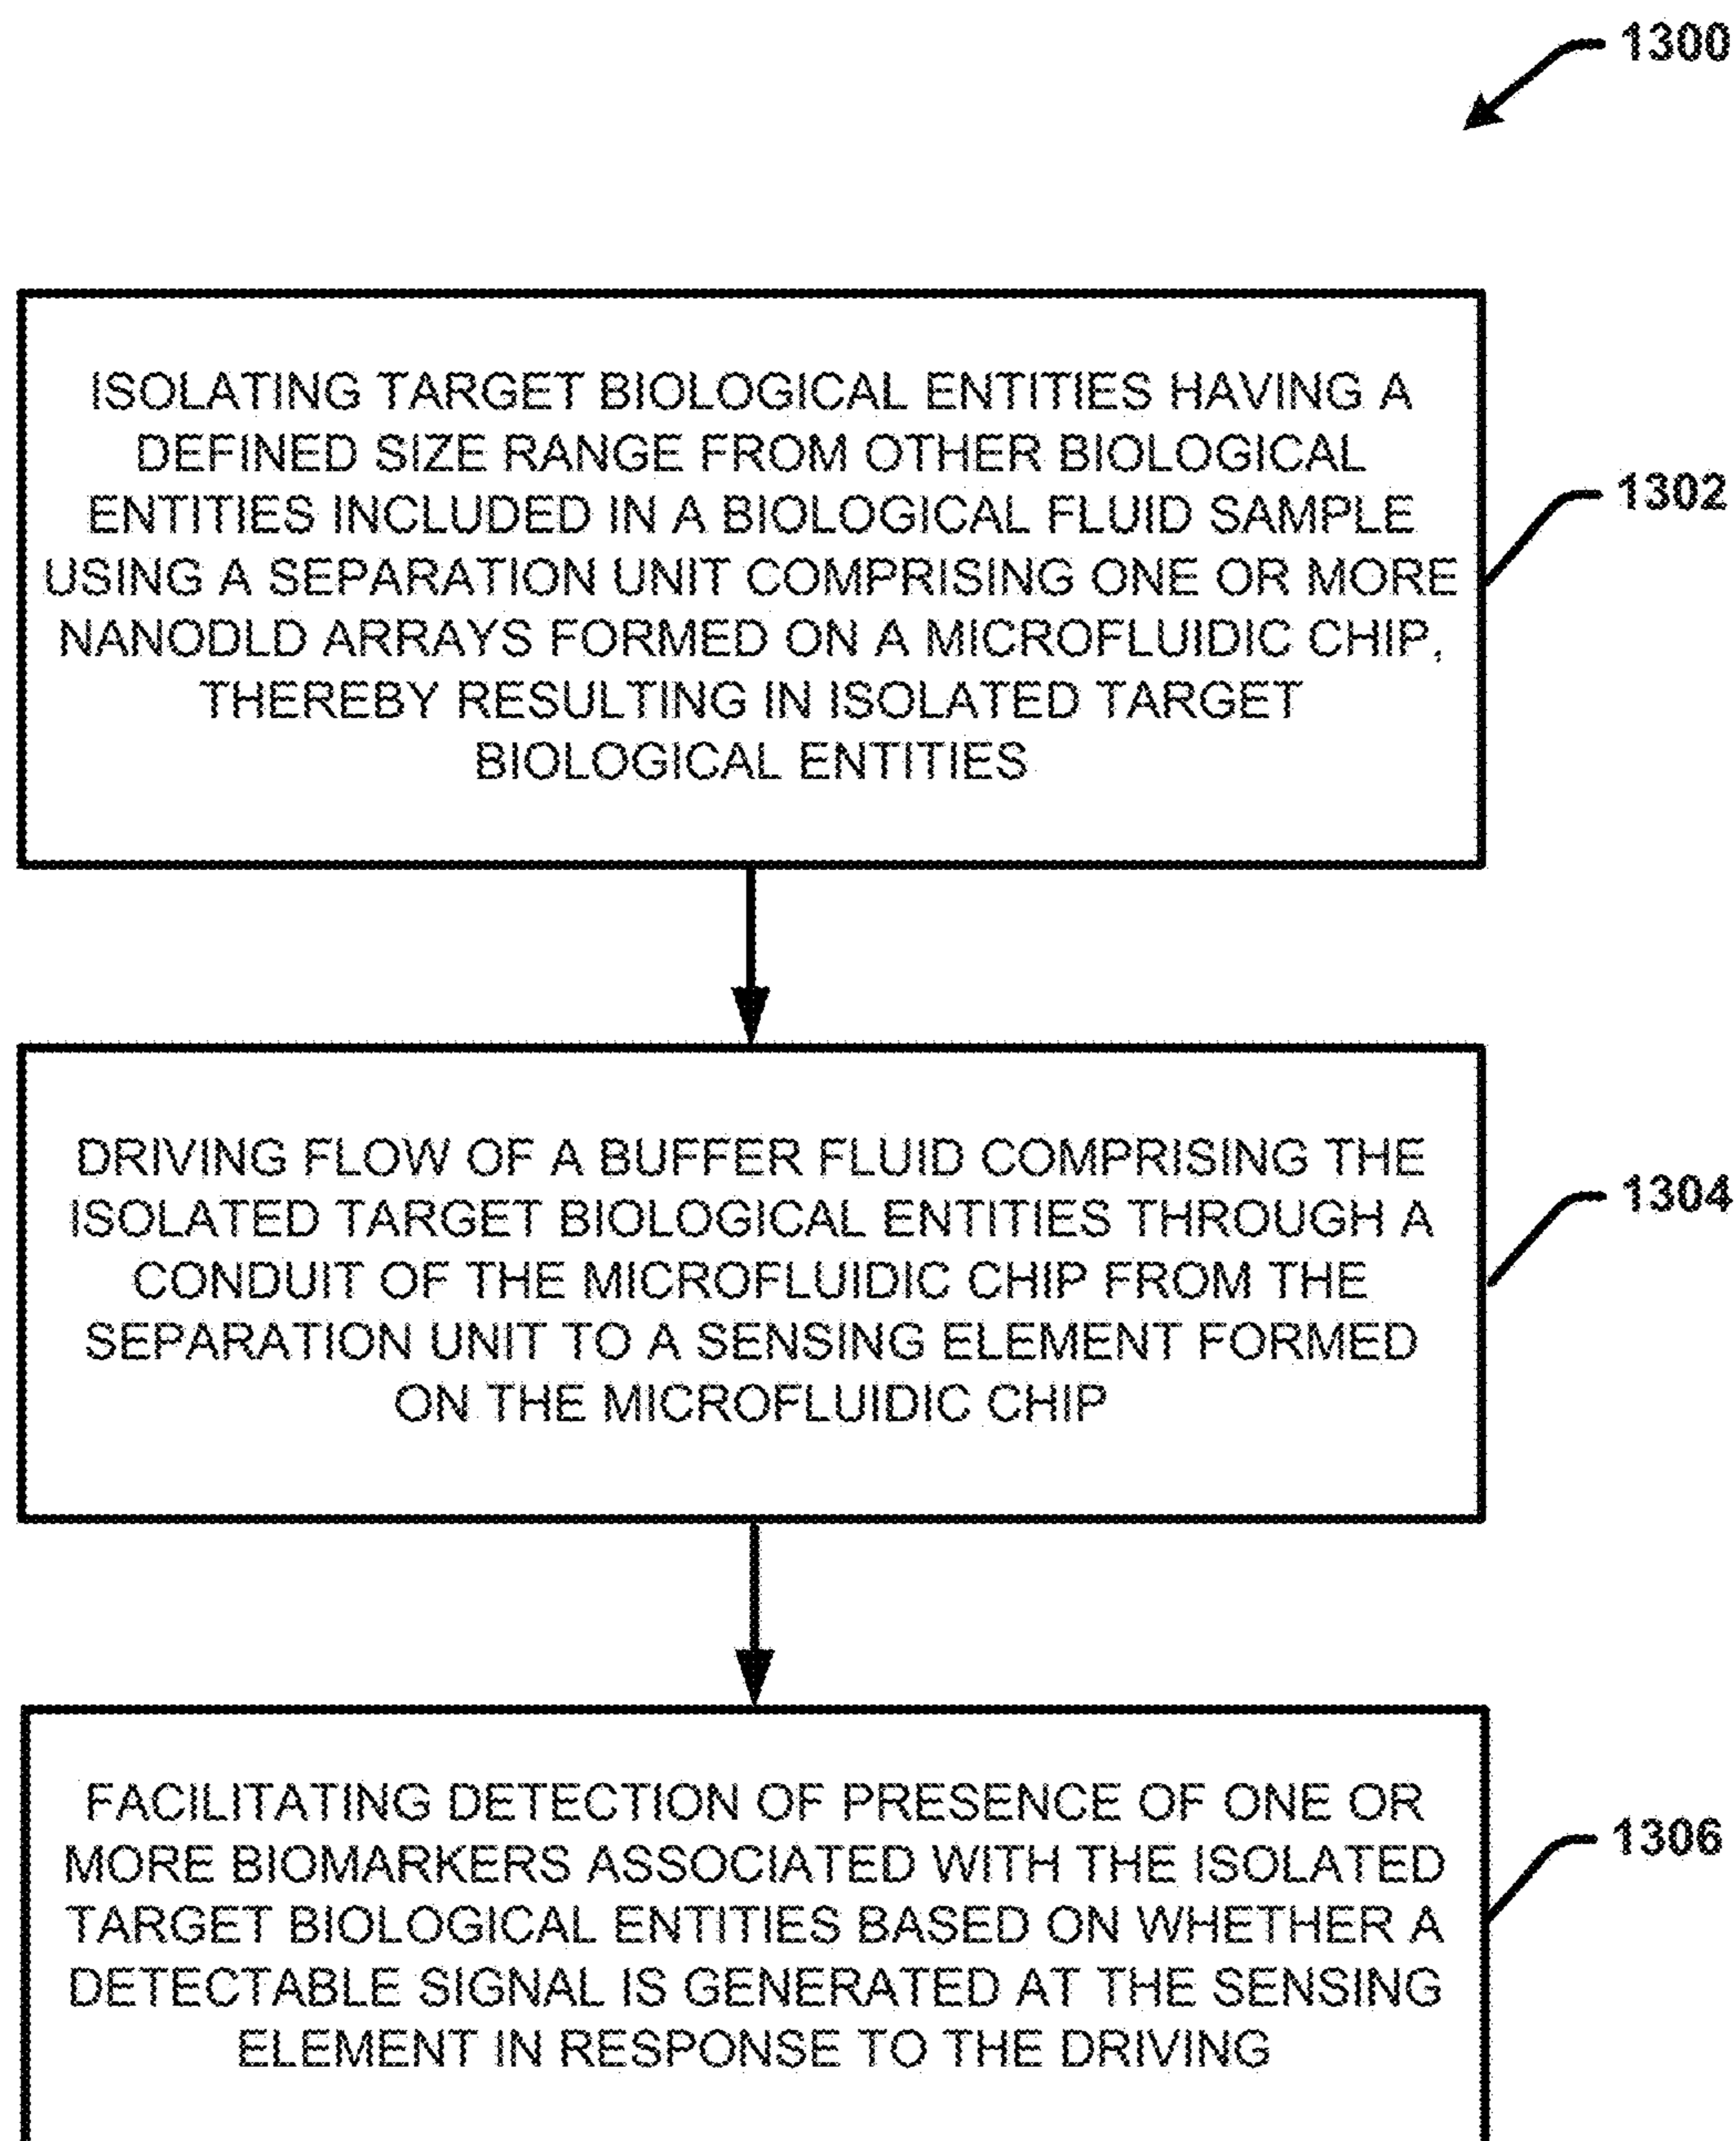 1300
ISOLATING TARGET BIOLOGICAL ENTITIES HAVING A
DEFINED SIZE RANGE FROM OTHER BIOLOGICAL
ENTITIES INCLUDED IN A BIOLOGICAL FLUID SAMPLE
USING A SEPARATION UNIT COMPRISING ONE OR MORE
NANODLD ARRAYS FORMED ON A MICROFLUIDIC CHIP,
THEREBY RESULTING IN ISOLATED TARGET
BIOLOGICAL ENTITIES
1302
DRIVING FLOW OF A BUFFER FLUID COMPRISING THE
ISOLATED TARGET BIOLOGICAL ENTITIES THROUGH A
CONDUIT OF THE MICROFLUIDIC CHIP FROM THE
SEPARATION UNIT TO A SENSING ELEMENT FORMED
ON THE MICROFLUIDIC CHIP
1304
FACILITATING DETECTION OF PRESENCE OF ONE OR
MORE BIOMARKERS ASSOCIATED WITH THE ISOLATED
TARGET BIOLOGICAL ENTITIES BASED ON WHETHER A
DETECTABLE SIGNAL IS GENERATED AT THE SENSING
ELEMENT IN RESPONSE TO THE DRIVING
1306